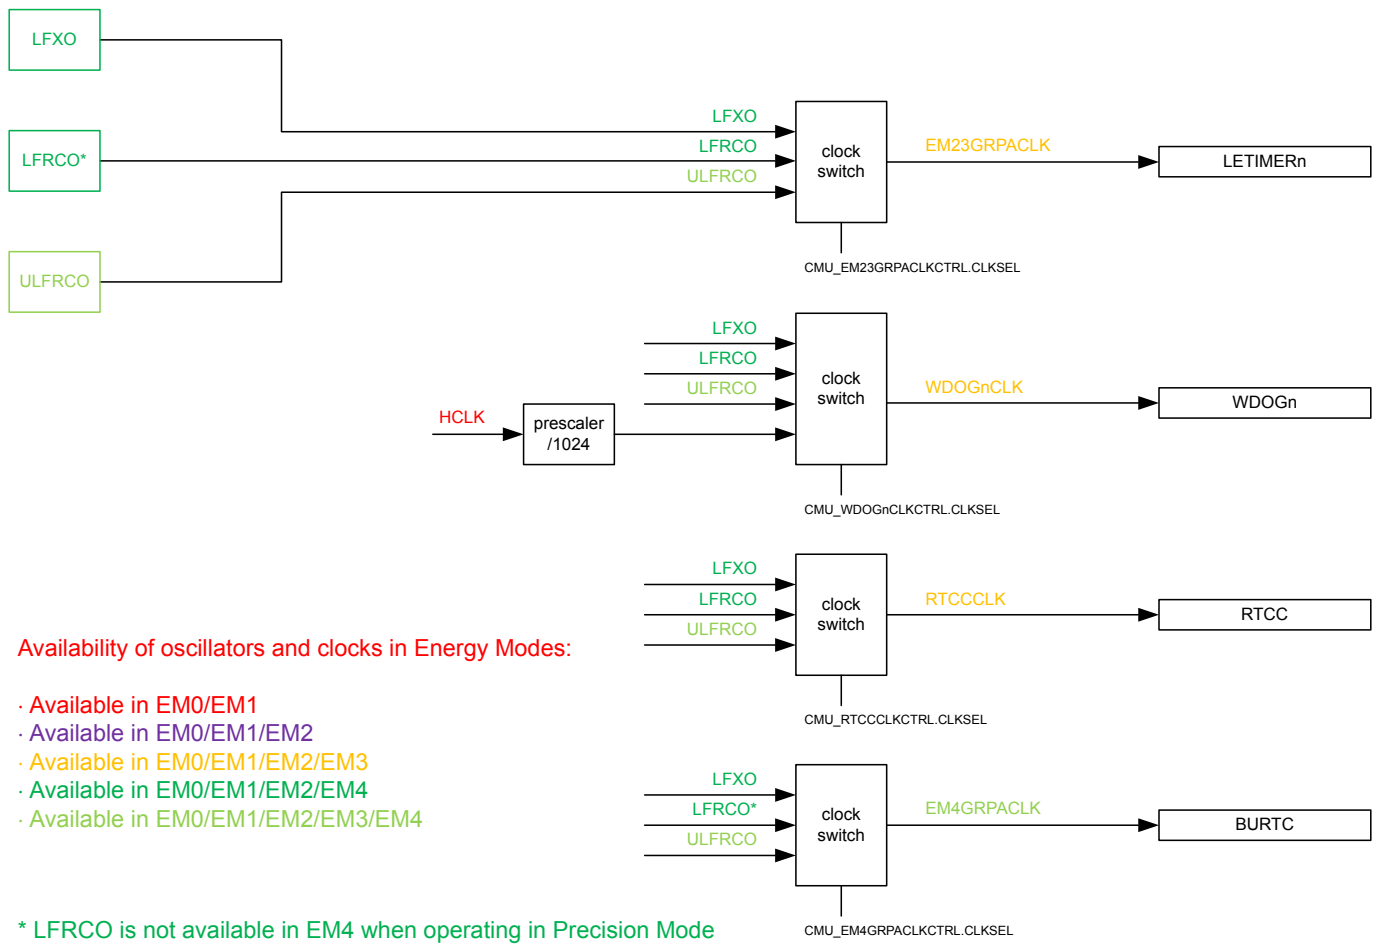 LFXO
LFRCO*
ULFRCO
LFXO
LFRCO
ULFRCO
clock
switch
EM23GRPACLK
LETIMERn
CMU_EM23GRPACLKCTRL.CLKSEL
LFXO
LFRCO
ULFRCO
HCLK
prescaler
/1024
clock
switch
WDOGnCLK
WDOGn
CMU_WDOGnCLKCTRL.CLKSEL
LFXO
LFRCO
ULFRCO
clock
switch
RTCCCLK
RTCC
CMU_RTCCCLKCTRL.CLKSEL
Availability of oscillators and clocks in Energy Modes:
· Available in EM0/EM1
· Available in EM0/EM1/EM2
· Available in EM0/EM1/EM2/EM3
· Available in EM0/EM1/EM2/EM4
· Available in EM0/EM1/EM2/EM3/EM4
LFXO
LFRCO*
ULFRCO
clock
switch
EM4GRPACLK
BURTC
CMU_EM4GRPACLKCTRL.CLKSEL
* LFRCO is not available in EM4 when operating in Precision Mode